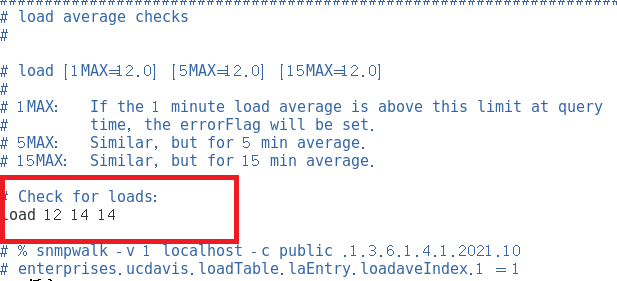 ################################################################################
# load average checks
#
# load [1MAX=12.0] [5MAX=12.0] [15MAX=12.0]
#
# 1MAX: If the 1 minute load average is above this limit at query
# time, the errorFlag will be set.
# 5MAX: Similar, but for 5 min average.
# 15MAX: Similar, but for 15 min average.
# Check for loads:
load 12 14 14
# % snmpwalk -v 1 localhost -c public .1.3.6.1.4.1.2021.10
# enterprises.ucdavis.loadTable.laEntry.loadaveIndex.1 = 1